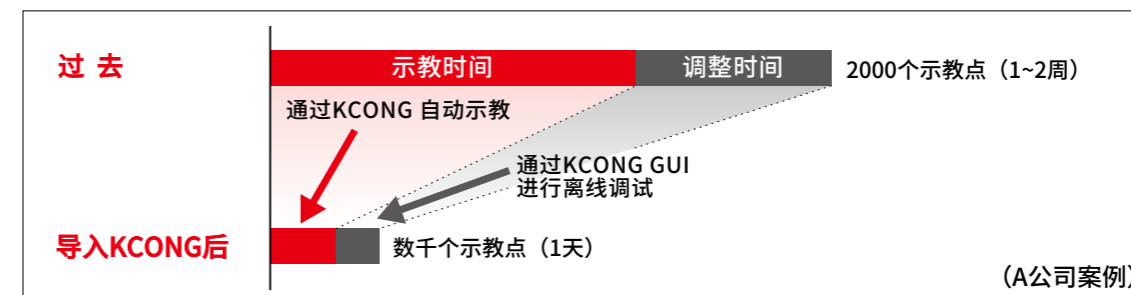 过去 示教时间 调整时间 2000个示教点（1~2周）
通过KCONG 自动示教
通过KCONG GUI
进行离线调试
导入KCONG后 数千个示教点（1天）
（A公司案例）